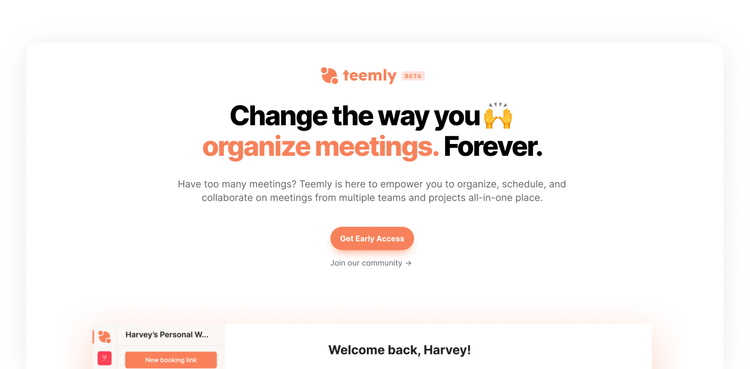 teemly BETA
Change the way you🙌
organize meetings. Forever.
Have too many meetings? Teemly is here to empower you to organize, schedule, and
collaborate on meetings from multiple teams and projects all-in-one place.
Get Early Access
Join our community →
Harvey's Personal W...
Welcome back, Harvey!
New booking link